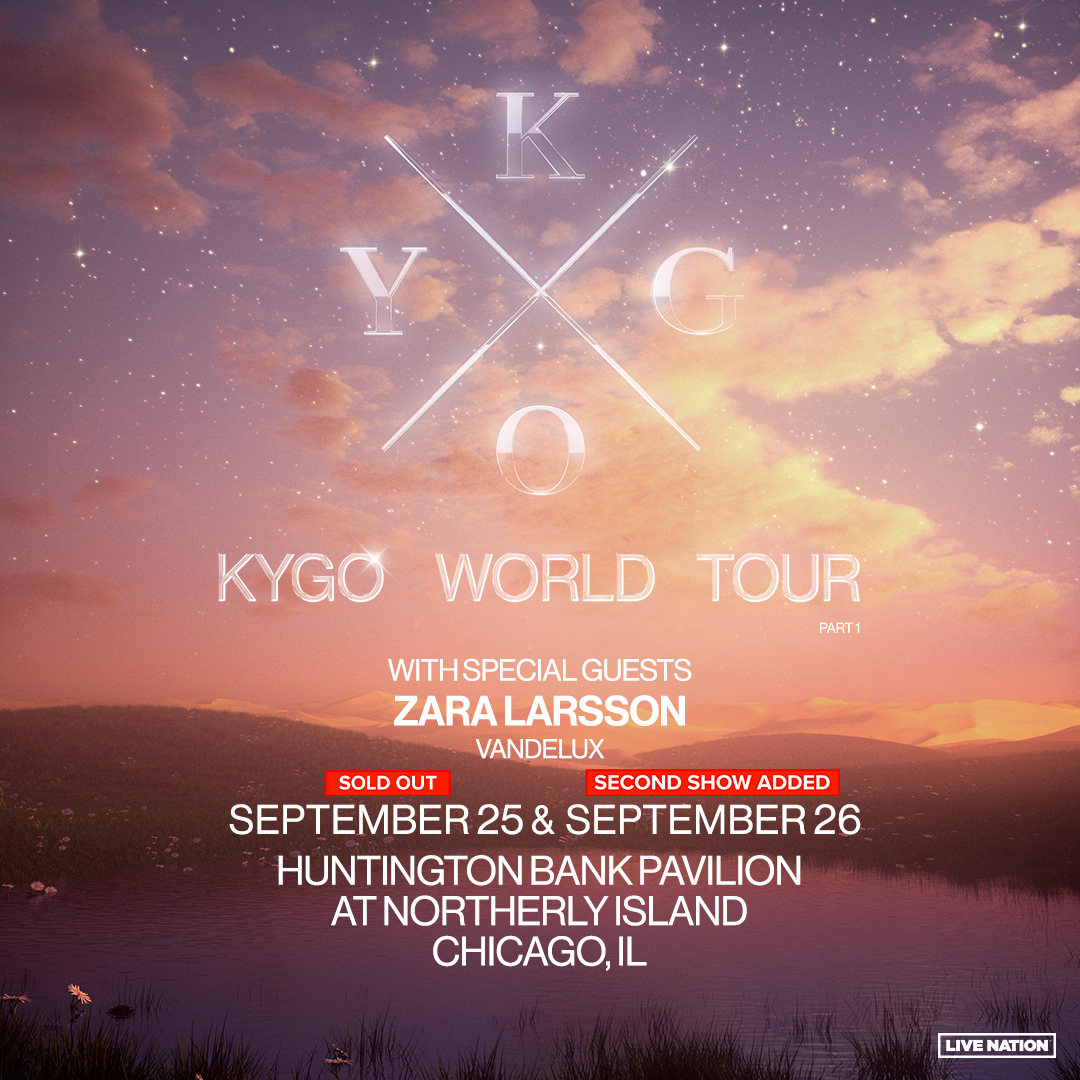 K
Y G
O
KYGO WORLD TOUR
PART 1
WITH SPECIAL GUESTS
ZARA LARSSON
VANDELUX
SOLD OUT SECOND SHOW ADDED
SEPTEMBER 25 & SEPTEMBER 26
HUNTINGTON BANK PAVILION
AT NORTHERLY ISLAND
CHICAGO, IL
LIVE NATION